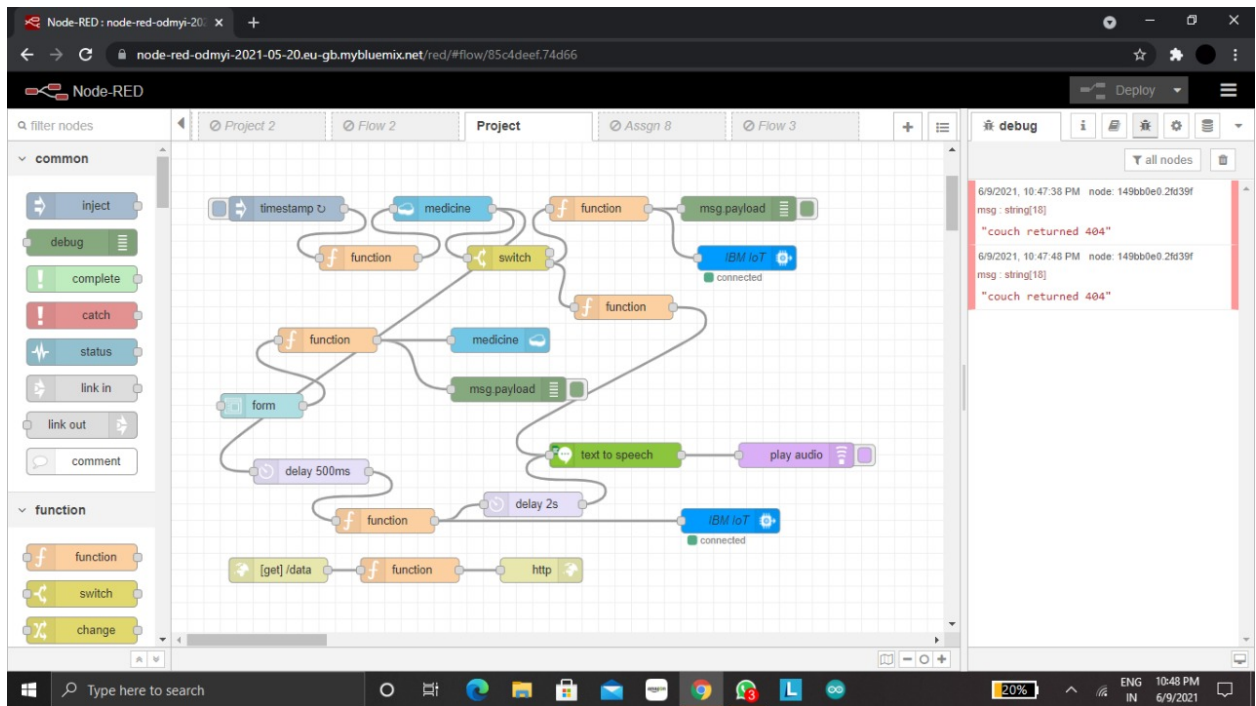 Node-RED : node-red-odmyi-202
node-red-odmyi-2021-05-20.eu-gb.mybluemix.net/red/#flow/85c4deef.74d66
Node-RED
Deploy
filter nodes
Project 2
Flow 2
Project
Assgn 8
Flow 3
debug
i
all nodes
common
inject
debug
complete
catch
status
link in
link out
comment
function
function
switch
change
timestamp ↻
medicine
function
msg.payload
function
switch
IBM IoT
connected
function
function
medicine
msg.payload
form
text to speech
play audio
delay 500ms
delay 2s
function
IBM IoT
connected
[get] /data
function
http
6/9/2021, 10:47:38 PM node: 149bb0e0.2fd39f
msg : string[18]
"couch returned 404"
6/9/2021, 10:47:48 PM node: 149bb0e0.2fd39f
msg : string[18]
"couch returned 404"
Type here to search
3
L
20%
ENG
IN
10:48 PM
6/9/2021